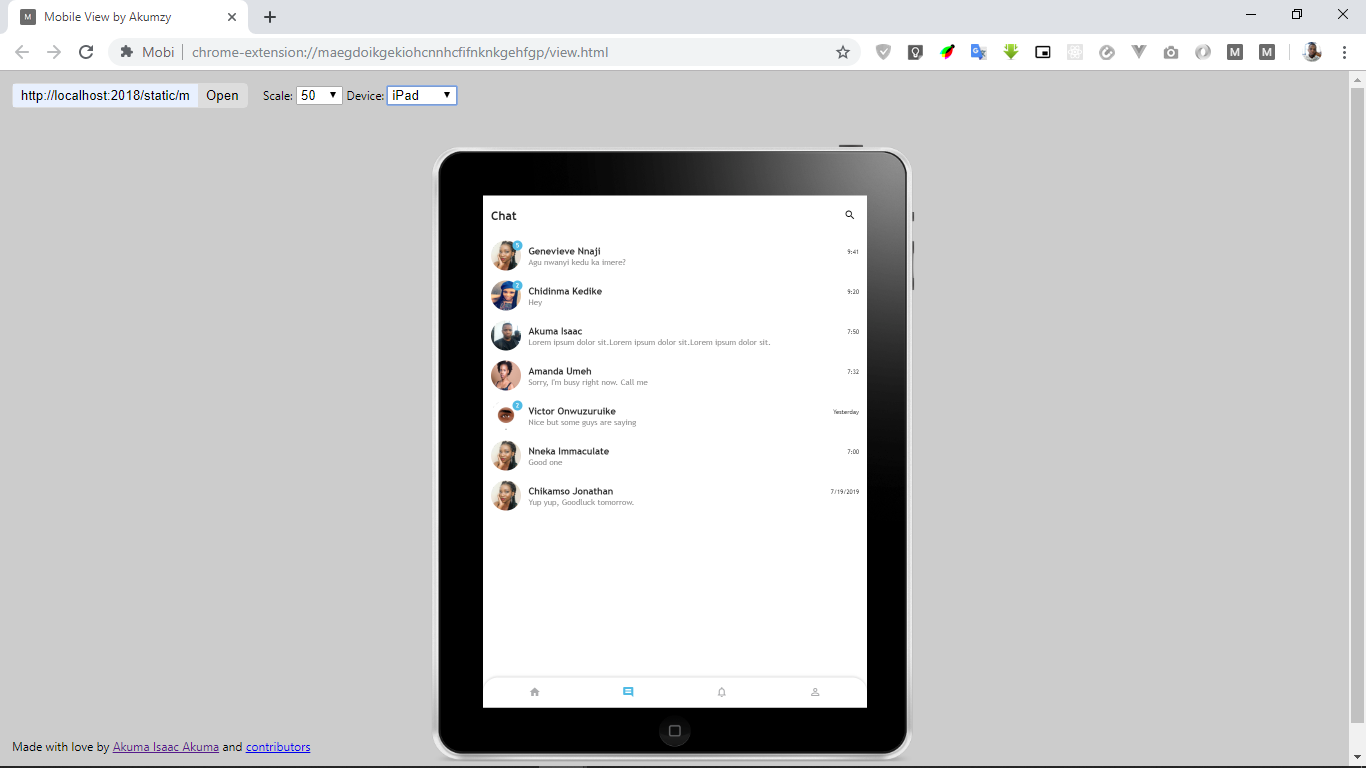 M Mobile View by Akumzy
Mobi chrome-extension://maegdoikgekiohcnnhcfifnknkgehfgp/view.html
M M
http://localhost:2018/static/m Open Scale: 50 Device: iPad
Chat
Genevieve Nnaji 9:41
Agu nwanyi kedu ka imere?
2
Chidinma Kedike 9:20
Hey
Akuma Isaac 7:50
Lorem ipsum dolor sit.Lorem ipsum dolor sit.Lorem ipsum dolor sit.
Amanda Umeh 7:32
Sorry, I'm busy right now. Call me
2
Victor Onwuzuruike Yesterday
Nice but some guys are saying
Nneka Immaculate 7:00
Good one
Chikamso Jonathan 7/19/2019
Yup yup, Goodluck tomorrow.
Made with love by Akuma Isaac Akuma and contributors